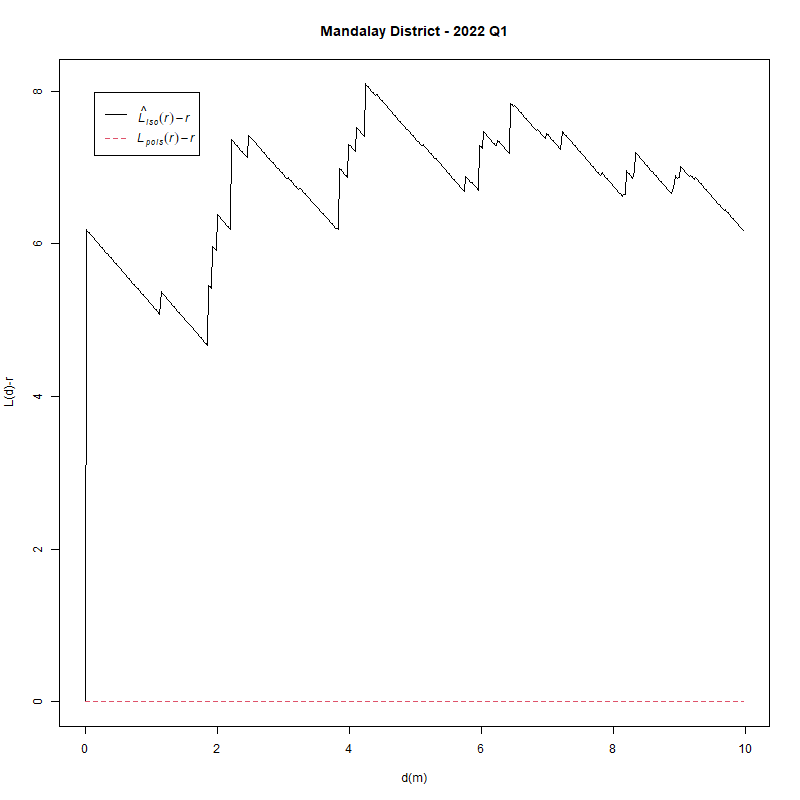 Mandalay District - 2022 Q1
L̂iso(r)−r
Lpois(r)−r
L(d)-r
8
6
4
2
0
0 2 4 6 8 10
d(m)